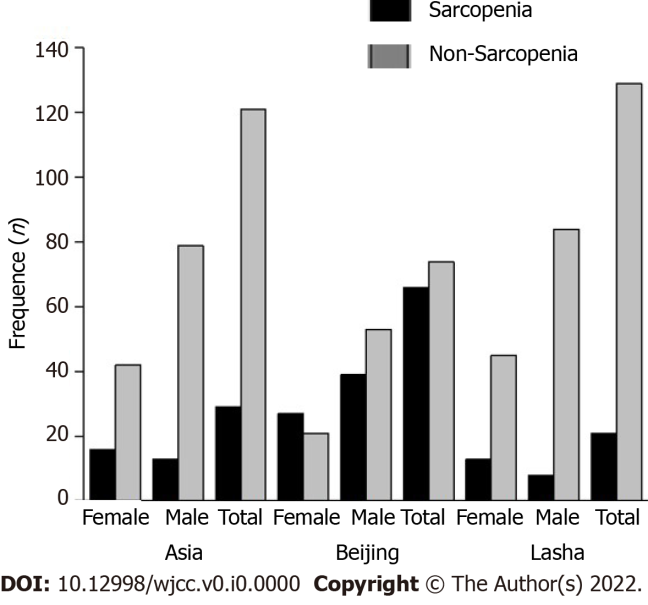 Sarcopenia
Non-Sarcopenia
140
120
100
80
60
40
20
0
Frequence (n)
Female Male Total Female Male Total Female Male Total
Asia Beijing Lasha
DOI: 10.12998/wjcc.v0.i0.0000 Copyright © The Author(s) 2022.